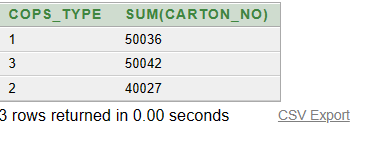 COPS_TYPE SUM(CARTON_NO)
1 50036
3 50042
2 40027
3 rows returned in 0.00 seconds CSV Export